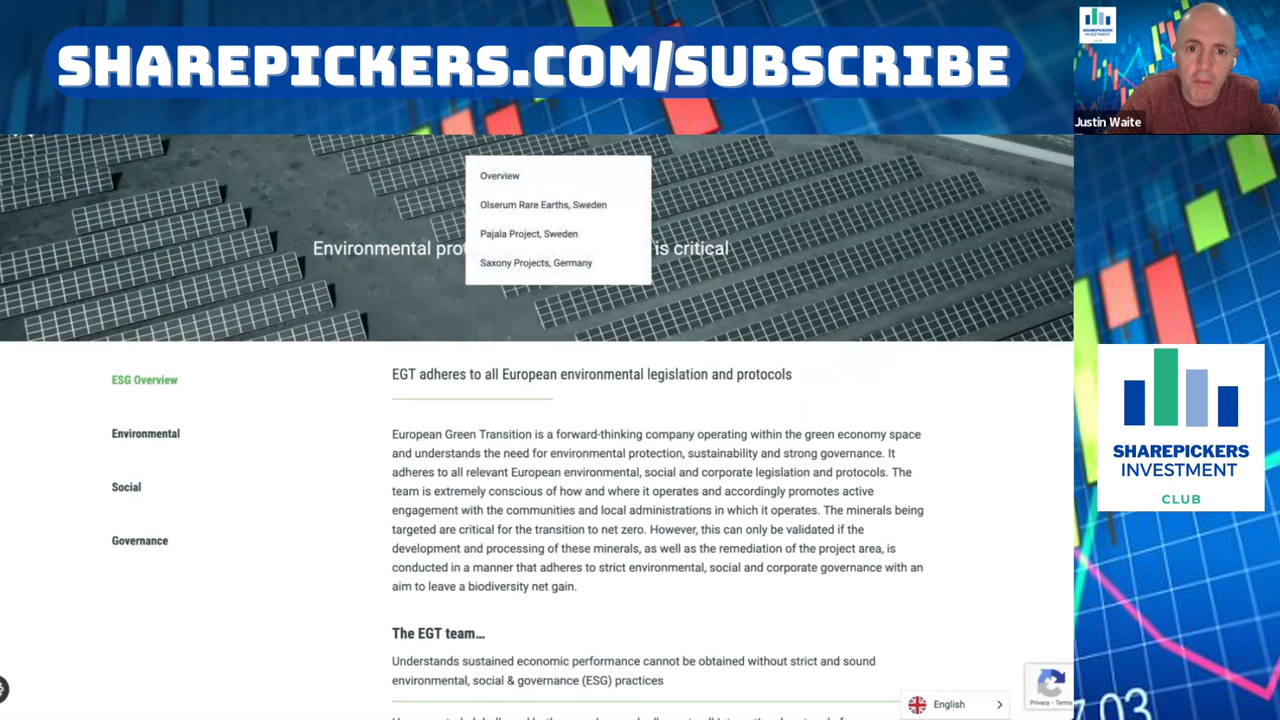 SHAREPICKERS.COM/SUBSCRIBE
SHAREPICKERS
INVESTMENT
Justin Waite
Overview
Olserum Rare Earths, Sweden
Pajala Project, Sweden
Saxony Projects, Germany
Environmental is critical
ESG Overview
Environmental
Social
Governance
EGT adheres to all European environmental legislation and protocols
European Green Transition is a forward-thinking company operating within the green economy space
and understands the need for environmental protection, sustainability and strong governance. It
adheres to all relevant European environmental, social and corporate legislation and protocols. The
team is extremely conscious of how and where it operates and accordingly promotes active
engagement with the communities and local administrations in which it operates. The minerals being
targeted are critical for the transition to net zero. However, this can only be validated if the
development and processing of these minerals, as well as the remediation of the project area, is
conducted in a manner that adheres to strict environmental, social and corporate governance with an
aim to leave a biodiversity net gain.
The EGT team...
Understands sustained economic performance cannot be obtained without strict and sound
environmental, social & governance (ESG) practices
English
Privacy - Terms
SHAREPICKERS
INVESTMENT
CLUB